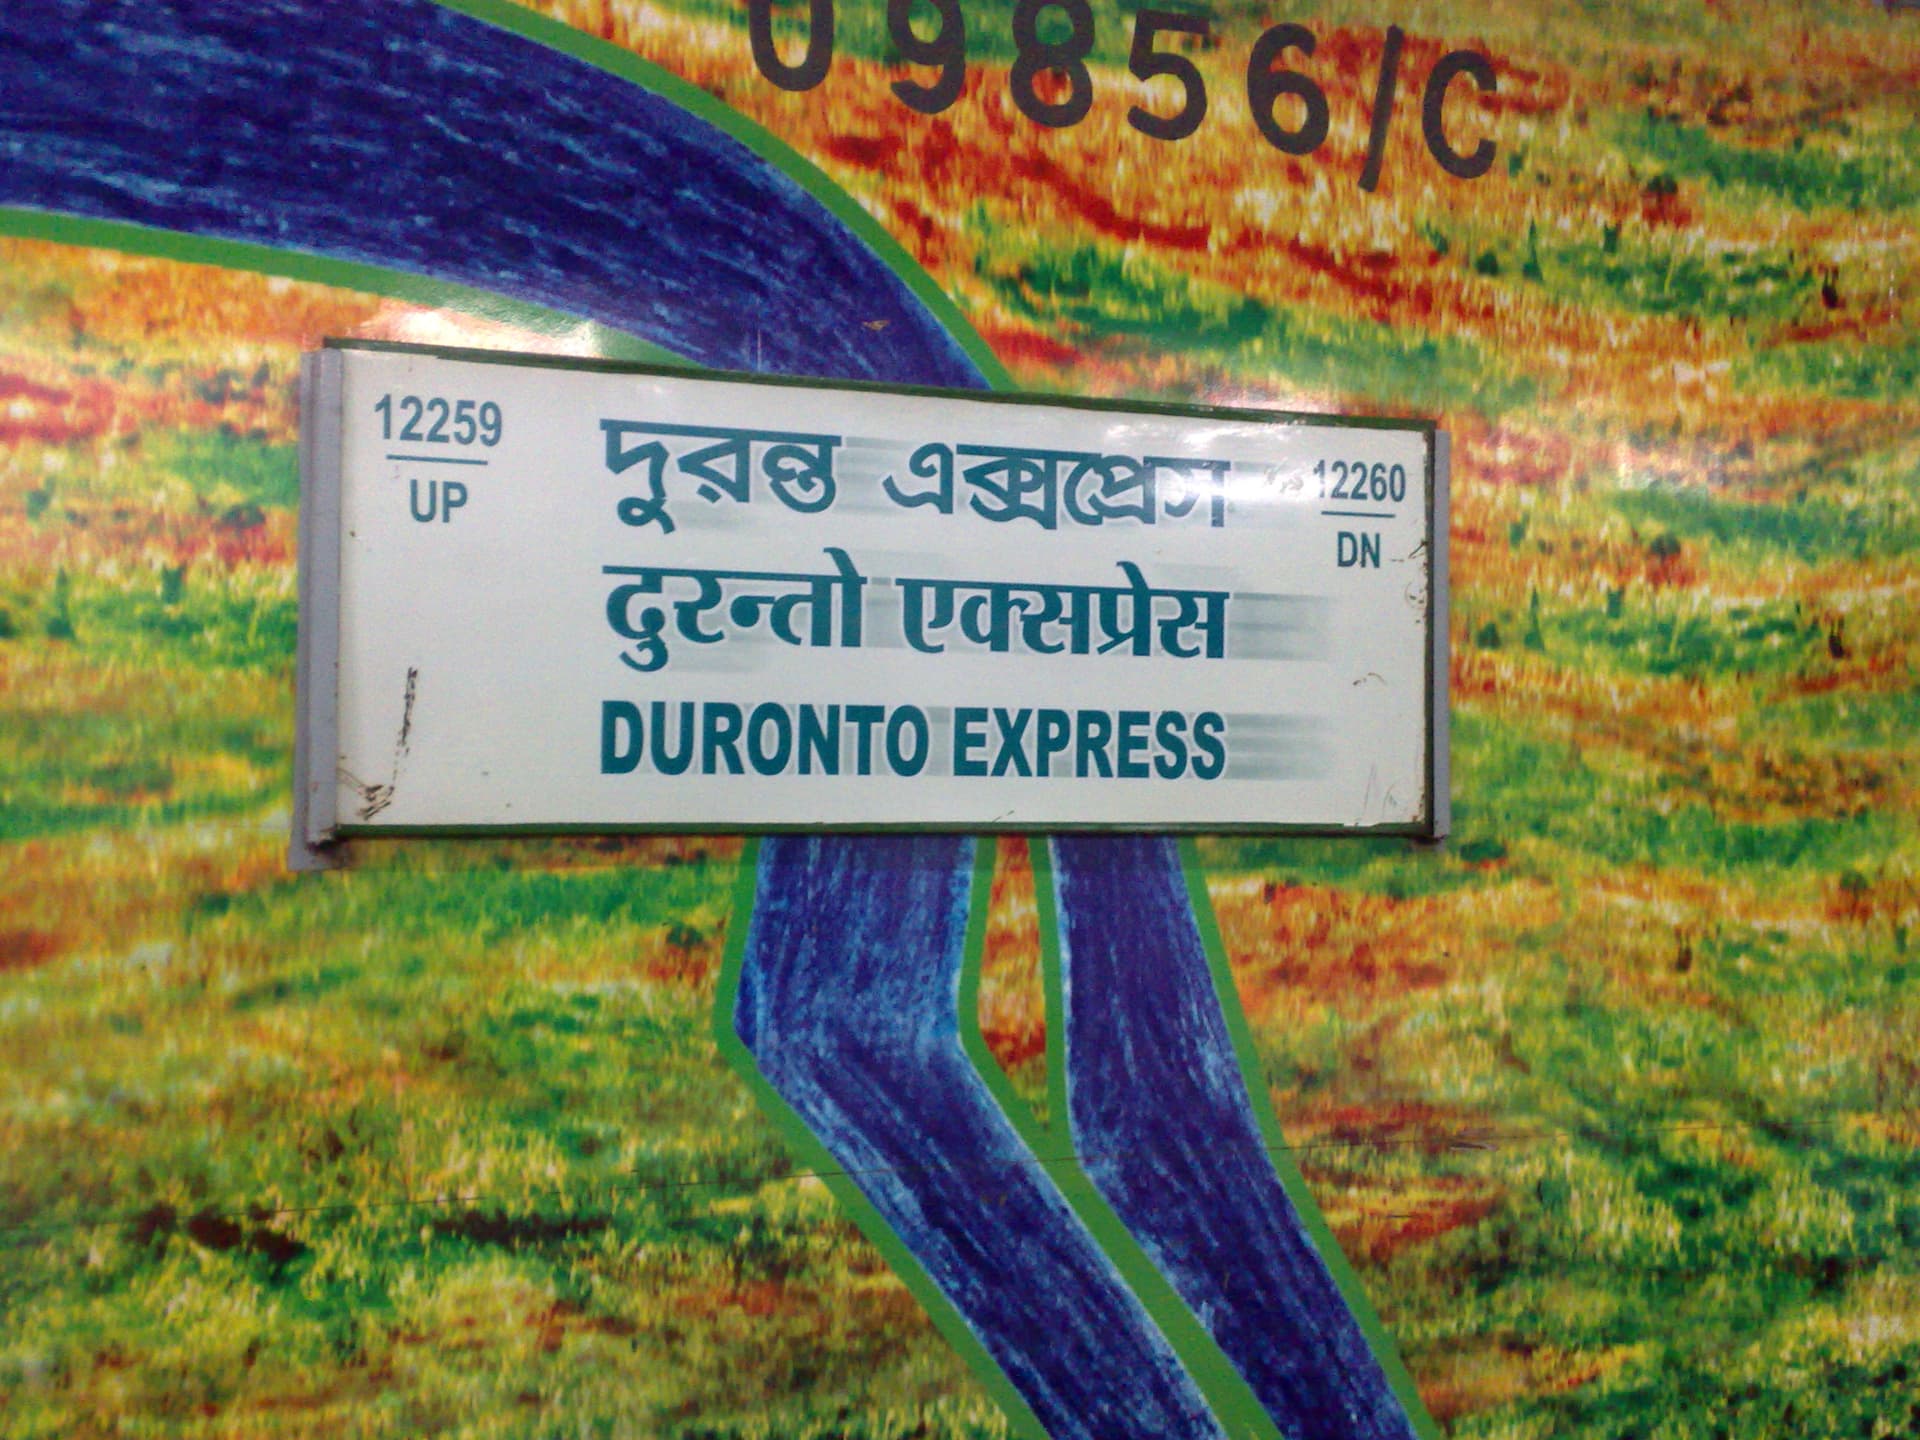 09856/C
12259
UP
দুরন্ত এক্সপ্রেস
दुरन्तो एक्सप्रेस
DURONTO EXPRESS
12260
DN